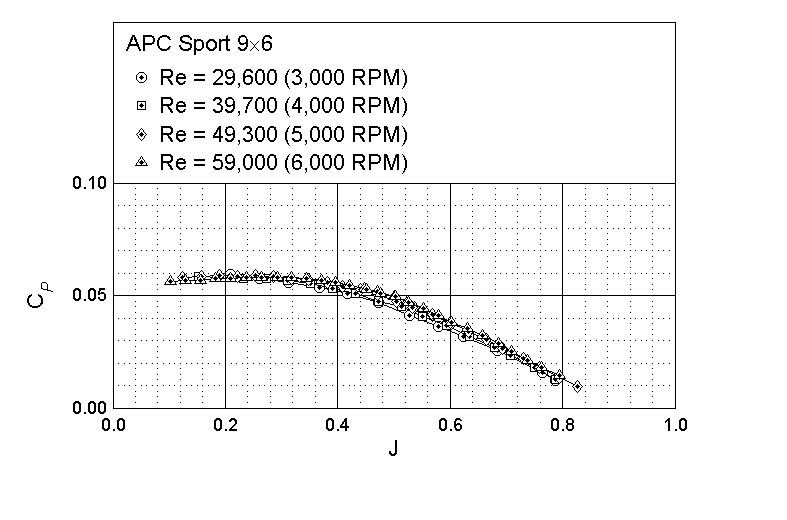 APC Sport 9×6
Re = 29,600 (3,000 RPM)
Re = 39,700 (4,000 RPM)
Re = 49,300 (5,000 RPM)
Re = 59,000 (6,000 RPM)
0.10
0.05
0.00
C_P
0.0 0.2 0.4 0.6 0.8 1.0
J